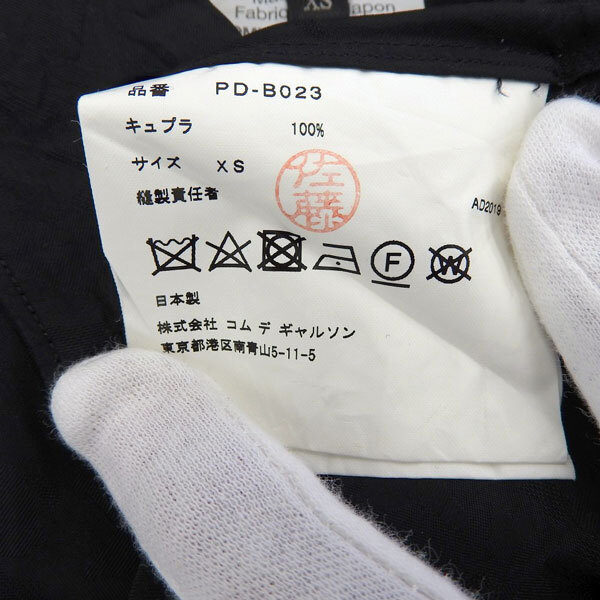 Fabric
XS
品番 PD-B023
キュプラ 100%
サイズ XS
縫製責任者 佐藤
AD2019
F W
日本製
株式会社 コム デ ギャルソン
東京都港区南青山5-11-5